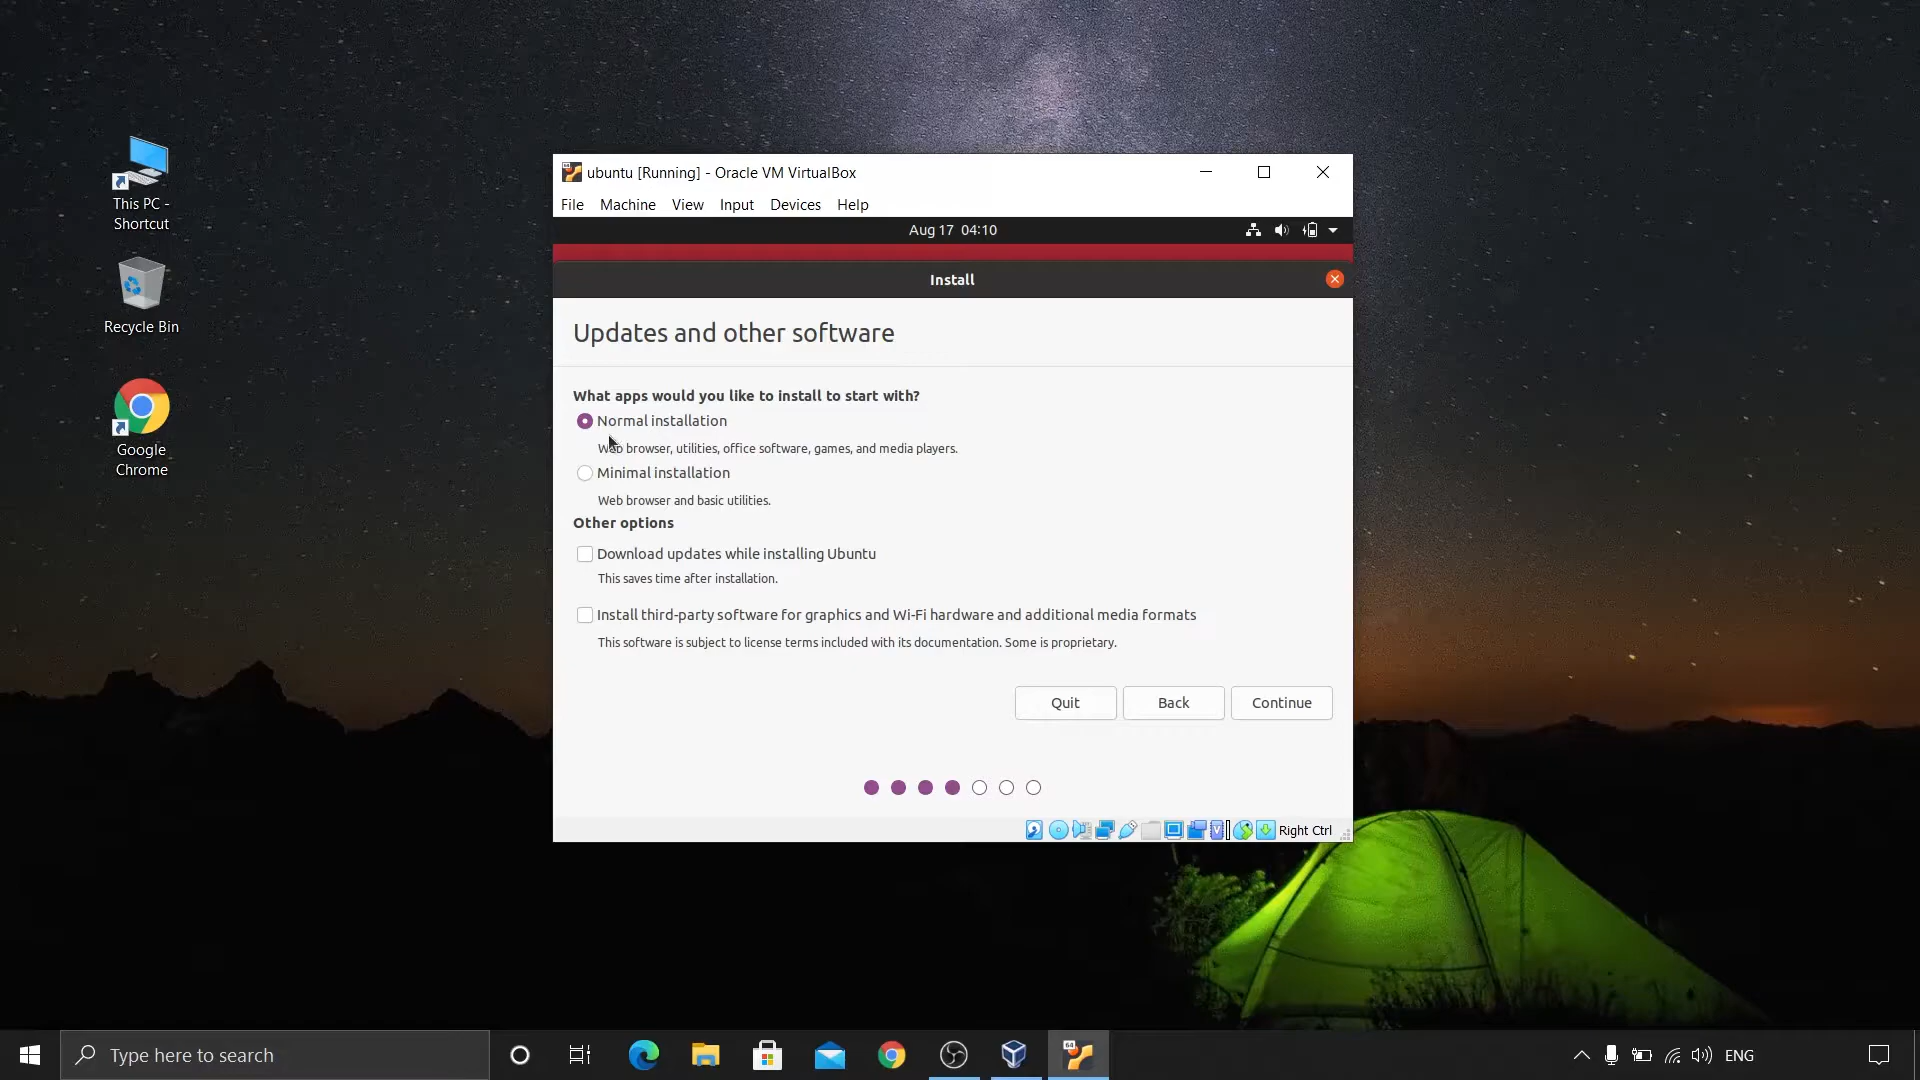 This PC -
Shortcut
Recycle Bin
Google
Chrome
ubuntu [Running] - Oracle VM VirtualBox
File Machine View Input Devices Help
Aug 17 04:10
Install
Updates and other software
What apps would you like to install to start with?
Normal installation
Web browser, utilities, office software, games, and media players.
Minimal installation
Web browser and basic utilities.
Other options
Download updates while installing Ubuntu
This saves time after installation.
Install third-party software for graphics and Wi-Fi hardware and additional media formats
This software is subject to license terms included with its documentation. Some is proprietary.
Quit Back Continue
Right Ctrl
Type here to search
64
ENG